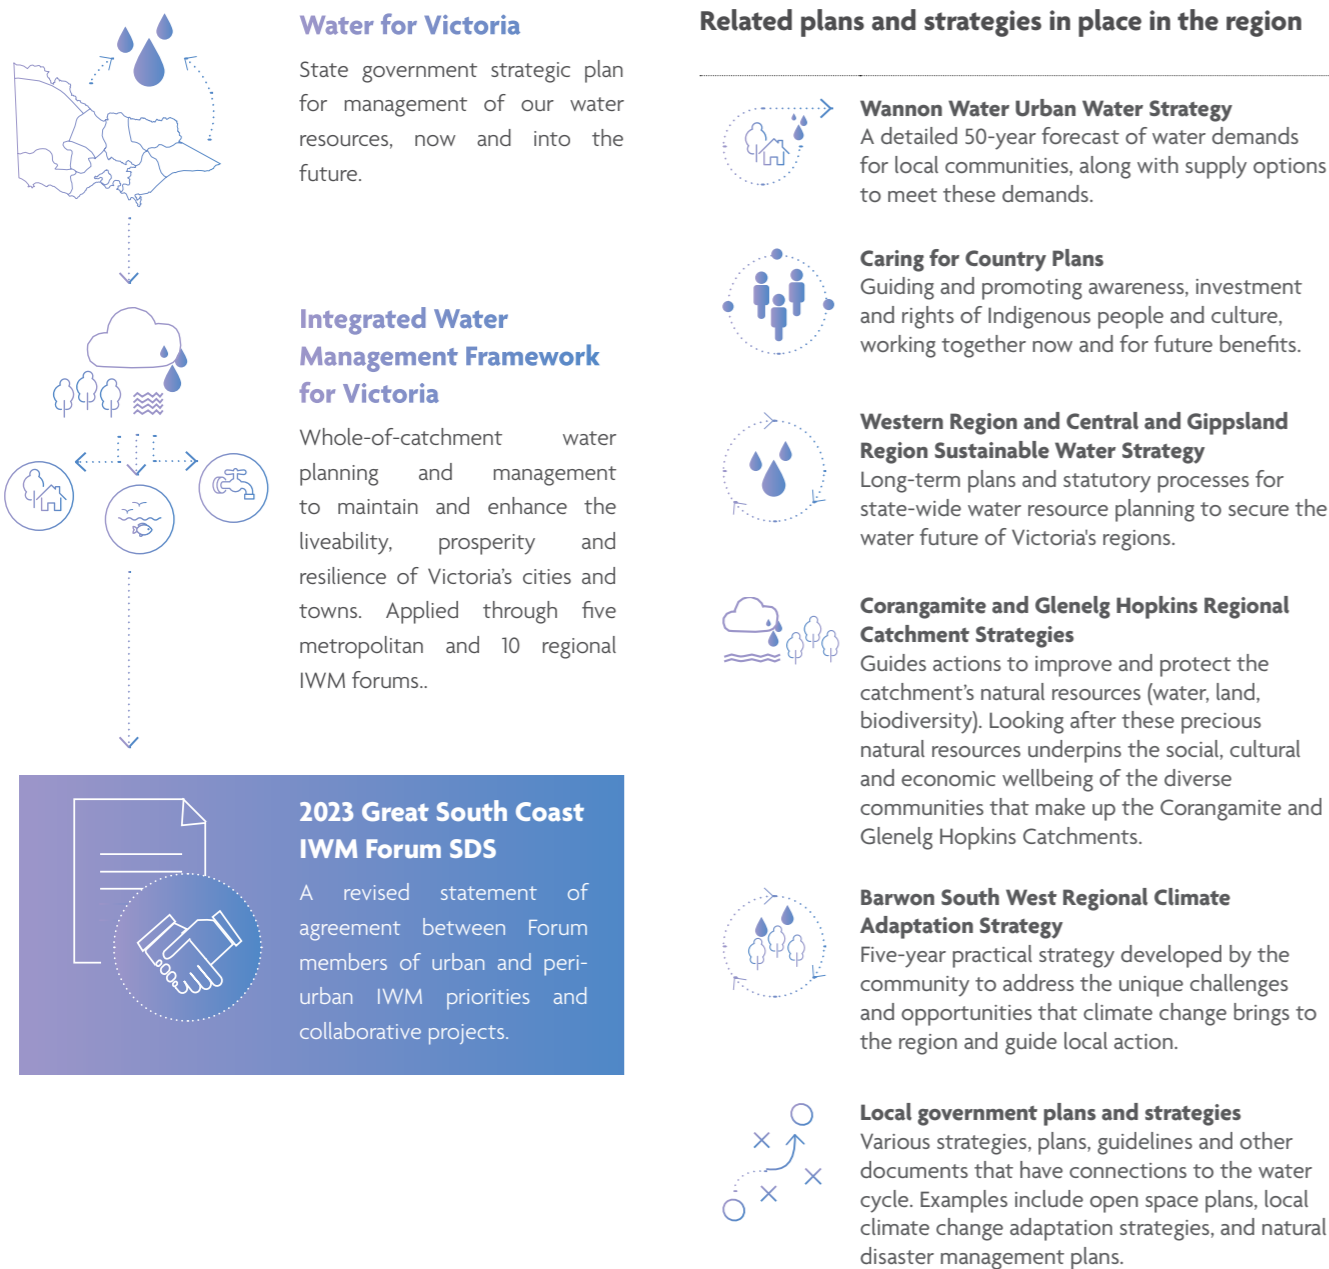 Water for Victoria
State government strategic plan
for management of our water
resources, now and into the
future.
Integrated Water
Management Framework
for Victoria
Whole-of-catchment water
planning and management
to maintain and enhance the
liveability, prosperity and
resilience of Victoria’s cities and
towns. Applied through five
metropolitan and 10 regional
IWM forums..
2023 Great South Coast
IWM Forum SDS
A revised statement of
agreement between Forum
members of urban and peri-
urban IWM priorities and
collaborative projects.
Related plans and strategies in place in the region
Wannon Water Urban Water Strategy
A detailed 50-year forecast of water demands
for local communities, along with supply options
to meet these demands.
Caring for Country Plans
Guiding and promoting awareness, investment
and rights of Indigenous people and culture,
working together now and for future benefits.
Western Region and Central and Gippsland
Region Sustainable Water Strategy
Long-term plans and statutory processes for
state-wide water resource planning to secure the
water future of Victoria's regions.
Corangamite and Glenelg Hopkins Regional
Catchment Strategies
Guides actions to improve and protect the
catchment’s natural resources (water, land,
biodiversity). Looking after these precious
natural resources underpins the social, cultural
and economic wellbeing of the diverse
communities that make up the Corangamite and
Glenelg Hopkins Catchments.
Barwon South West Regional Climate
Adaptation Strategy
Five-year practical strategy developed by the
community to address the unique challenges
and opportunities that climate change brings to
the region and guide local action.
Local government plans and strategies
Various strategies, plans, guidelines and other
documents that have connections to the water
cycle. Examples include open space plans, local
climate change adaptation strategies, and natural
disaster management plans.